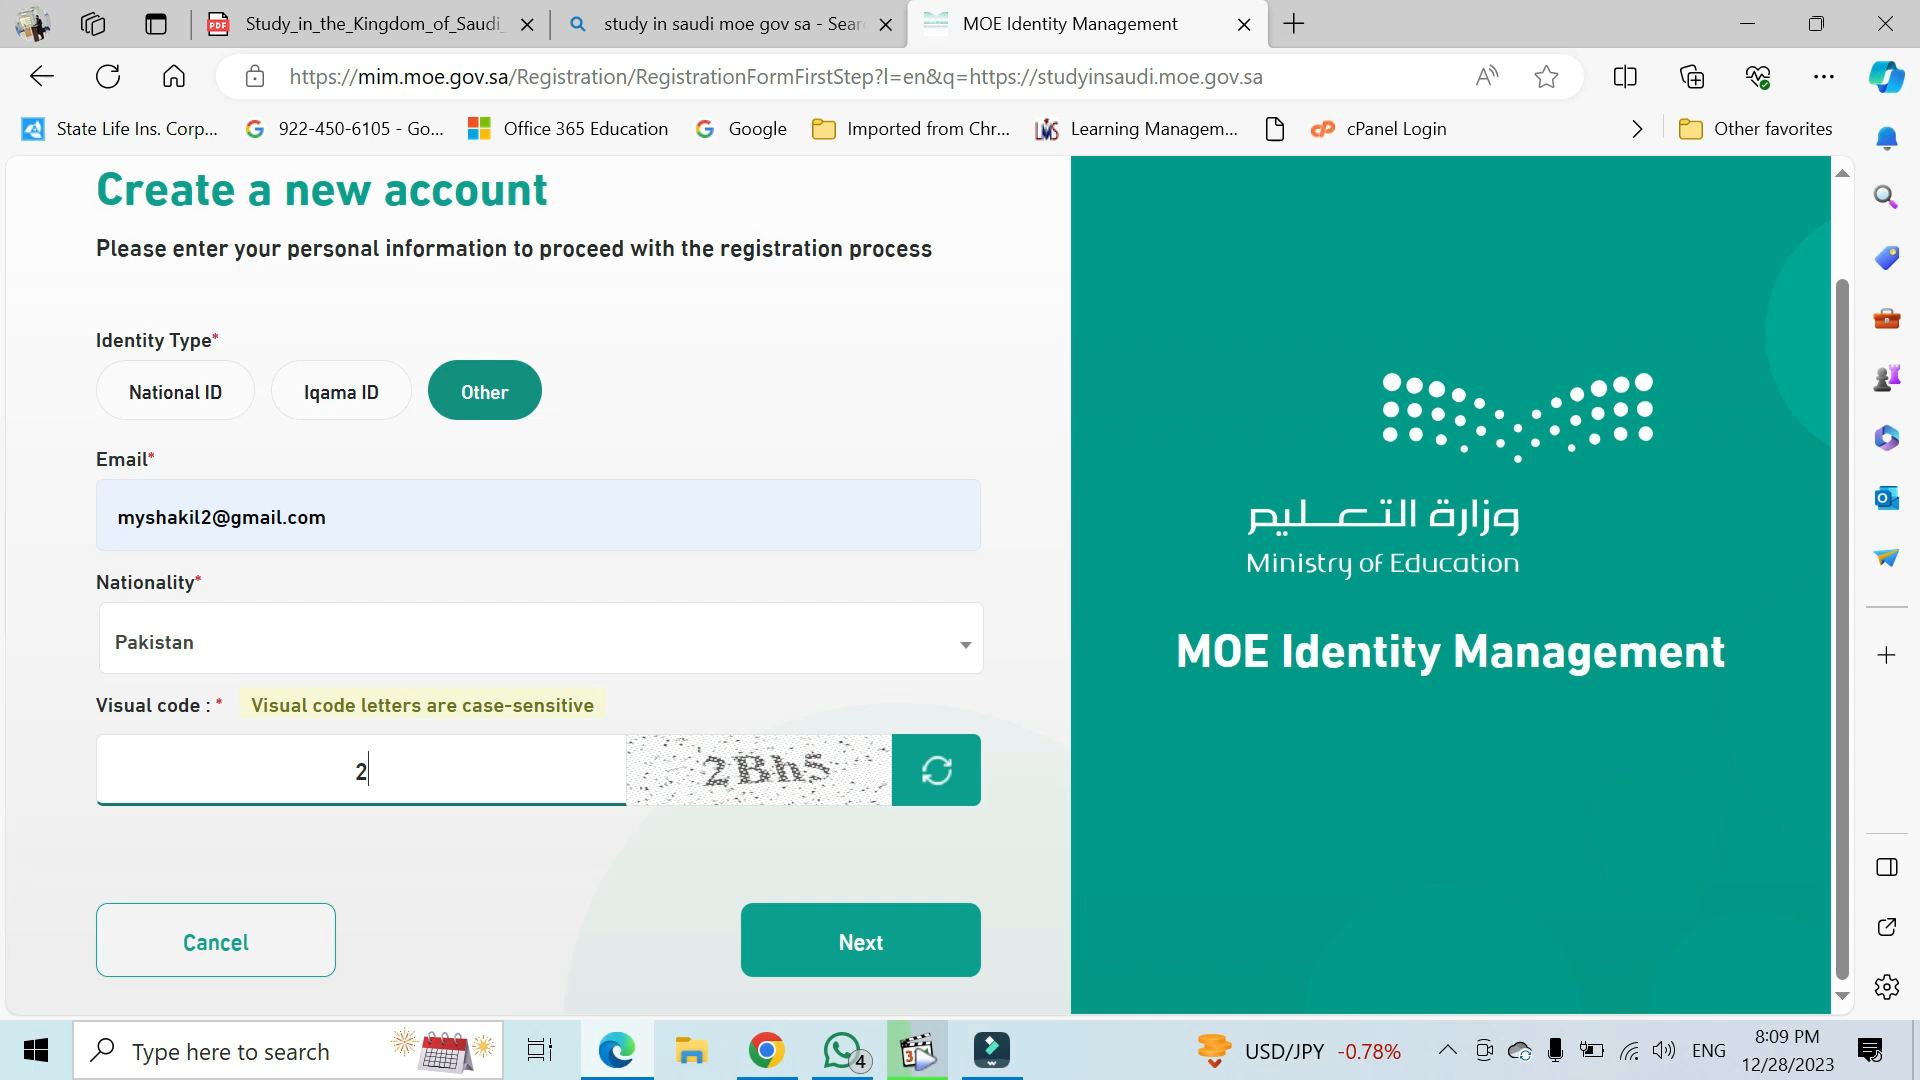 Study_in_the_Kingdom_of_Saudi_
study in saudi moe gov sa - Sear
MOE Identity Management
https://mim.moe.gov.sa/Registration/RegistrationFormFirstStep?l=en&q=https://studyinsaudi.moe.gov.sa
State Life Ins. Corp...
922-450-6105 - Go...
Office 365 Education
Google
Imported from Chr...
Learning Managem...
cPanel Login
Other favorites
Create a new account
Please enter your personal information to proceed with the registration process
Identity Type*
National ID
Iqama ID
Other
Email*
myshakil2@gmail.com
Nationality*
Pakistan
Visual code : * Visual code letters are case-sensitive
2
2Bh5
Cancel
Next
وزارة التعليم
Ministry of Education
MOE Identity Management
Type here to search
4
USD/JPY -0.78%
ENG
8:09 PM
12/28/2023